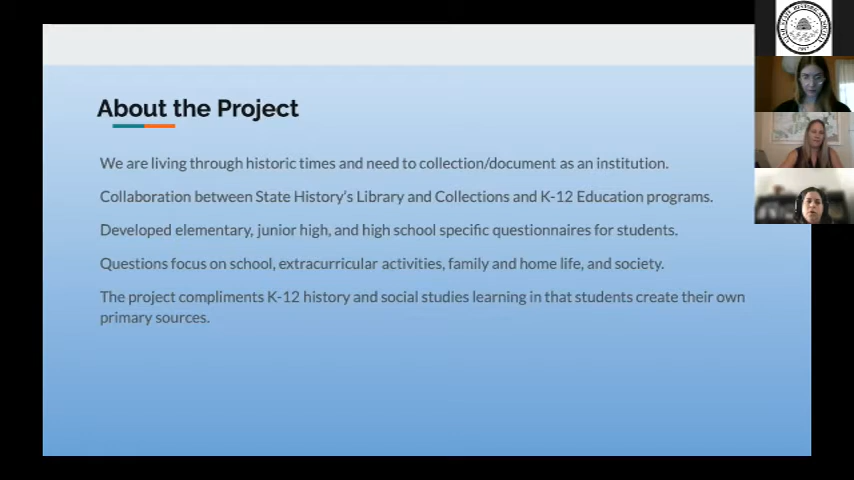 About the Project
We are living through historic times and need to collection/document as an institution.
Collaboration between State History's Library and Collections and K-12 Education programs.
Developed elementary, junior high, and high school specific questionnaires for students.
Questions focus on school, extracurricular activities, family and home life, and society.
The project compliments K-12 history and social studies learning in that students create their own
primary sources.